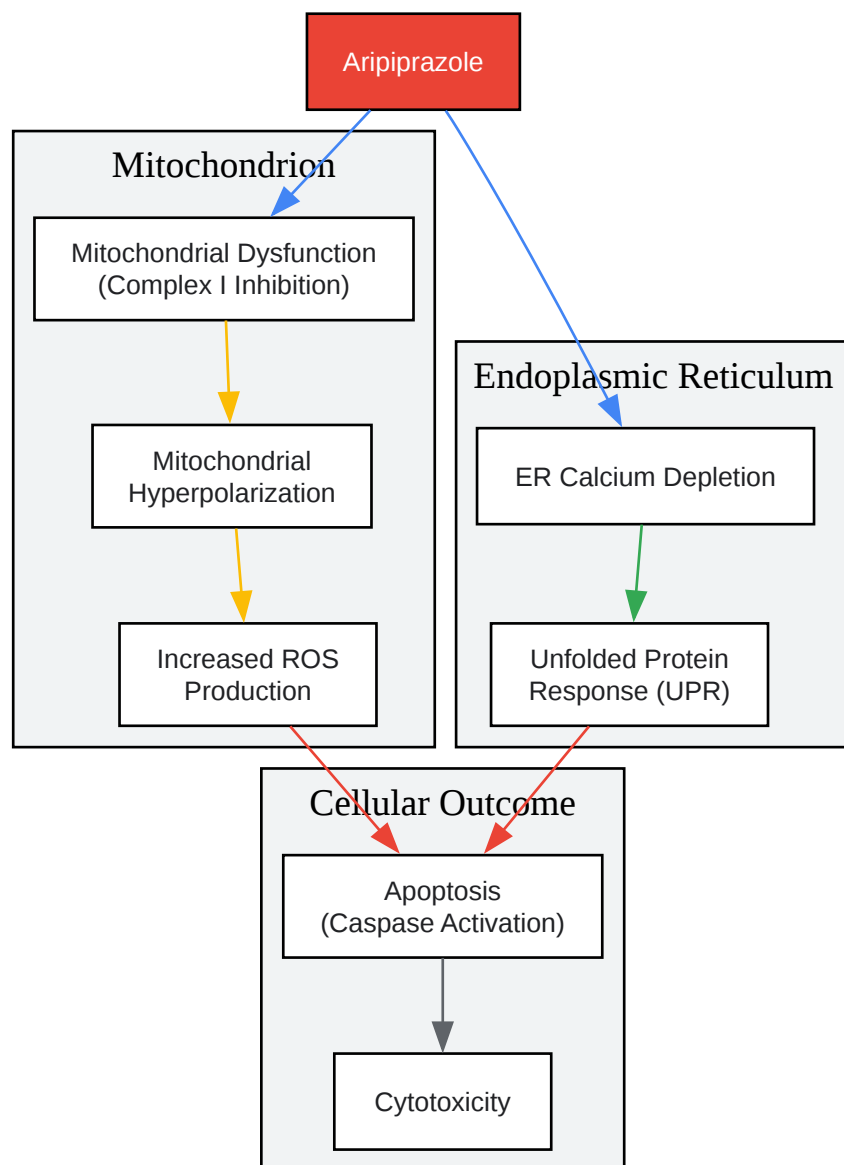 Aripiprazole
Mitochondrion
Mitochondrial Dysfunction
(Complex I Inhibition)
Mitochondrial
Hyperpolarization
Increased ROS
Production
Endoplasmic Reticulum
ER Calcium Depletion
Unfolded Protein
Response (UPR)
Cellular Outcome
Apoptosis
(Caspase Activation)
Cytotoxicity